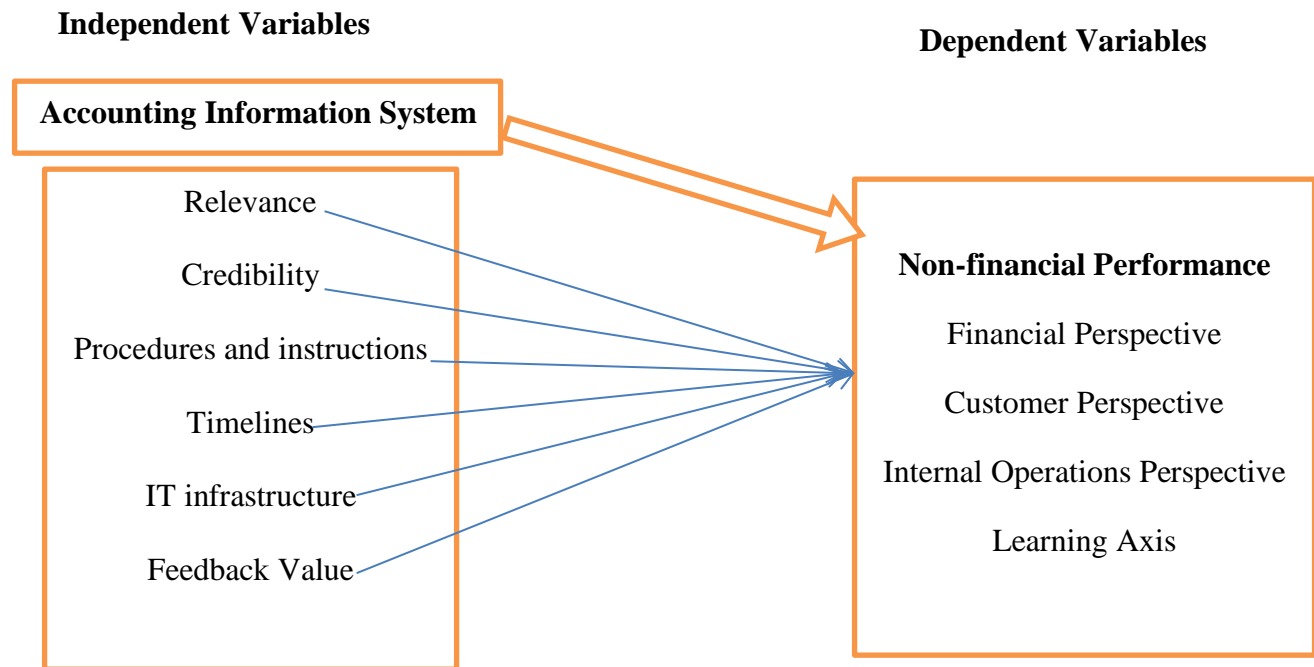 Independent Variables
Dependent Variables
Accounting Information System
Relevance
Credibility
Procedures and instructions
Timelines
IT infrastructure
Feedback Value
Non-financial Performance
Financial Perspective
Customer Perspective
Internal Operations Perspective
Learning Axis